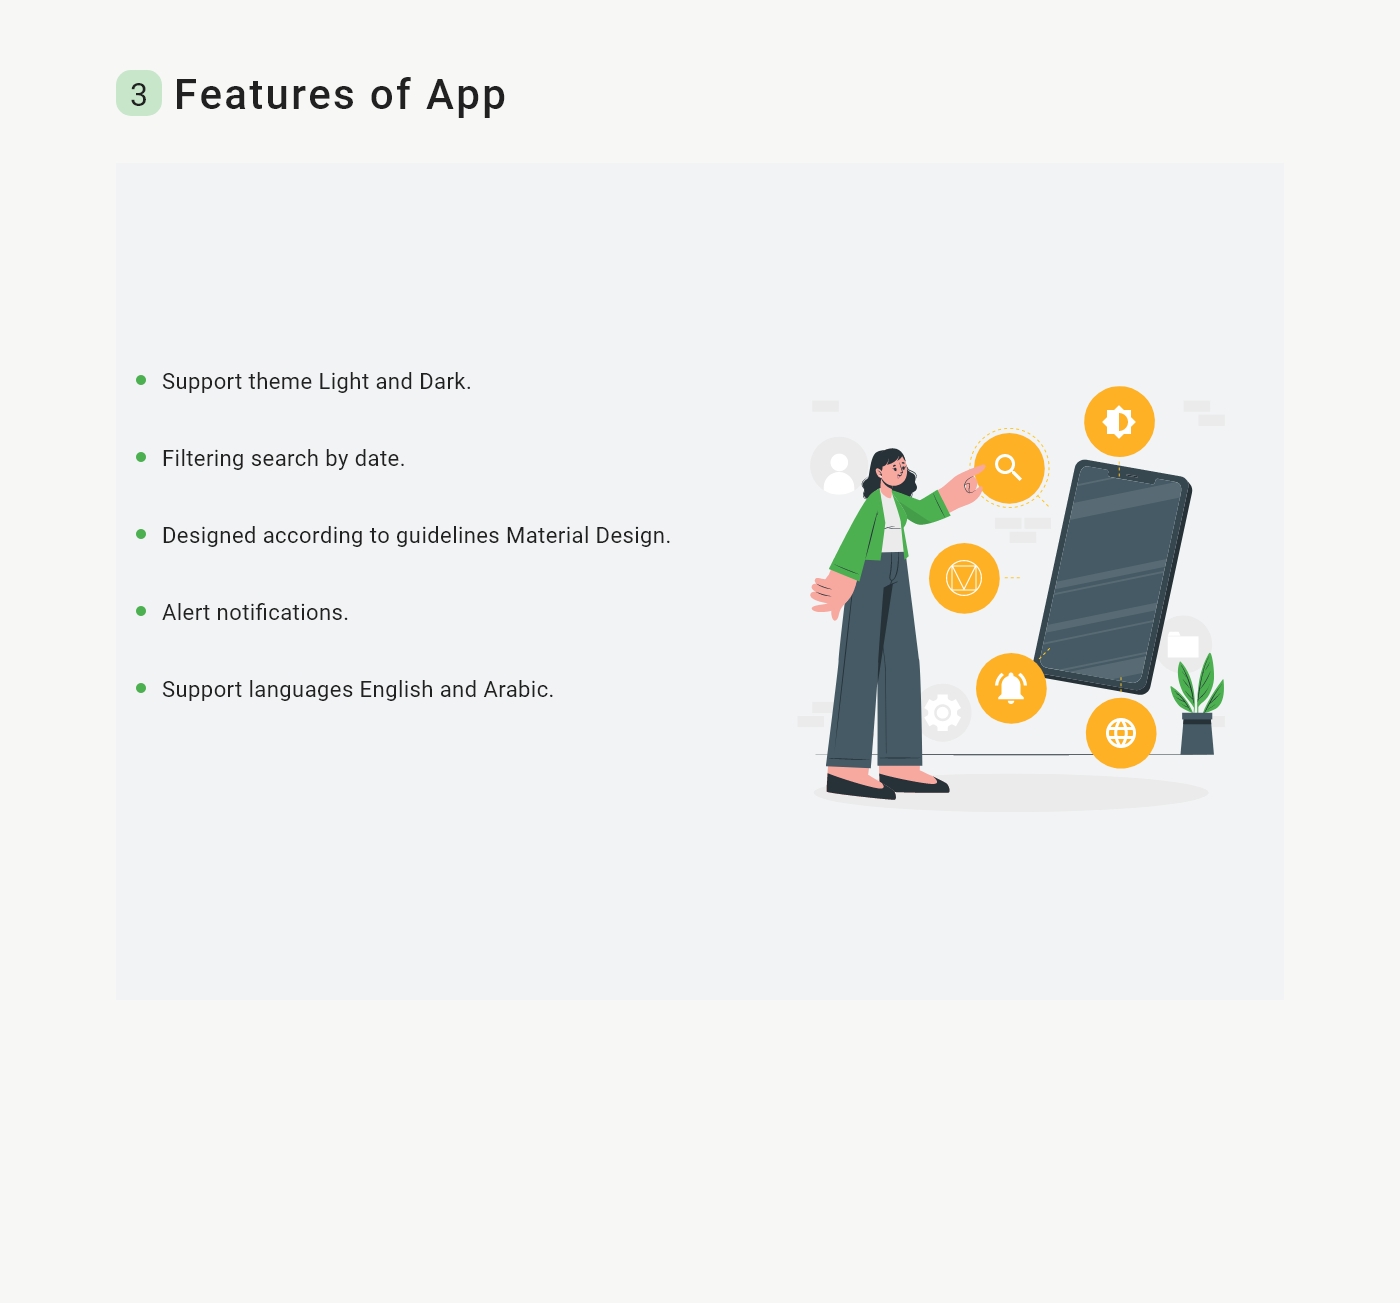 3 Features of App
Support theme Light and Dark.
Filtering search by date.
Designed according to guidelines Material Design.
Alert notifications.
Support languages English and Arabic.